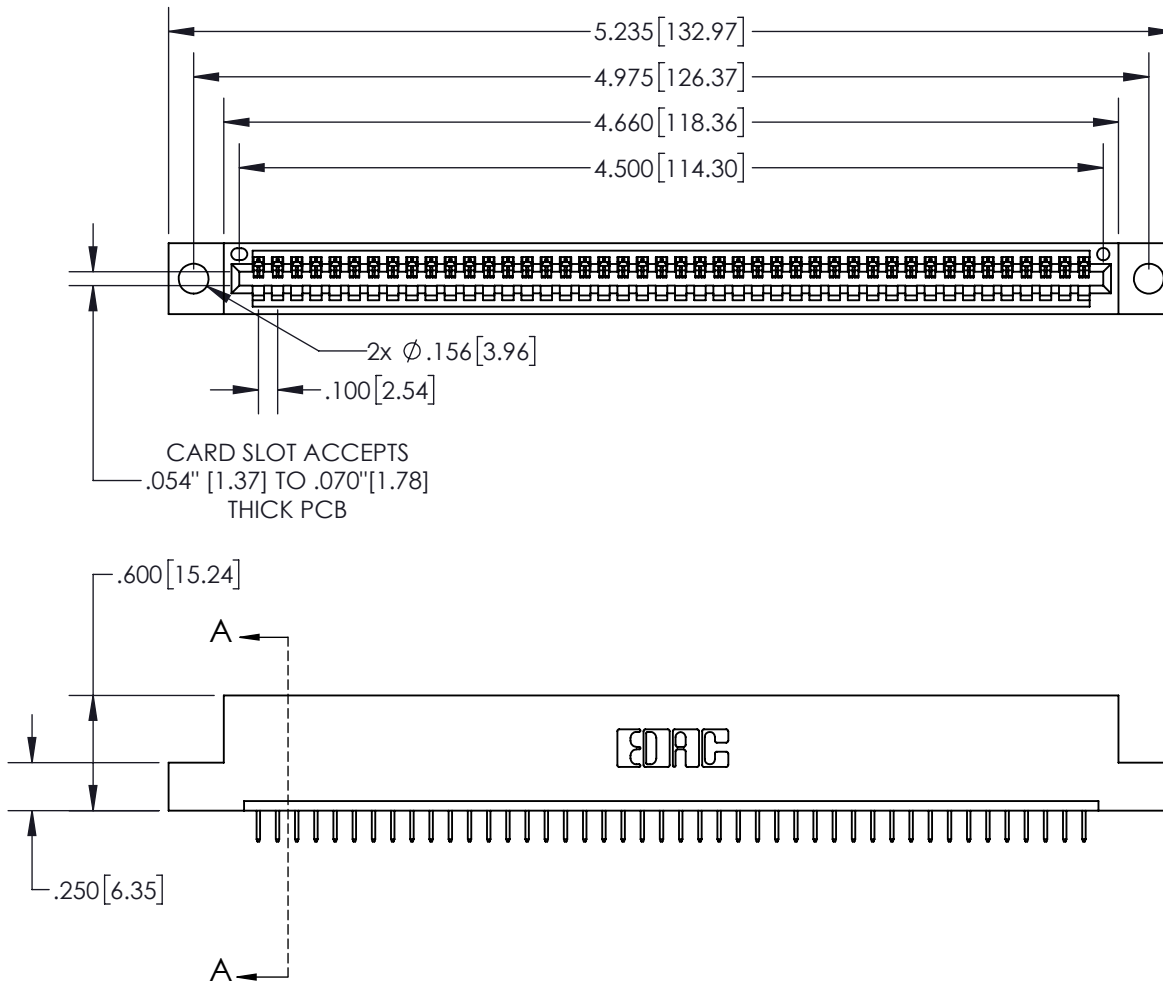 5.235[132.97]
4.975[126.37]
4.660[118.36]
4.500[114.30]
2x Ø.156[3.96]
.100[2.54]
CARD SLOT ACCEPTS
.054" [1.37] TO .070"[1.78]
THICK PCB
.600[15.24]
A
EDAC
.250[6.35]
A